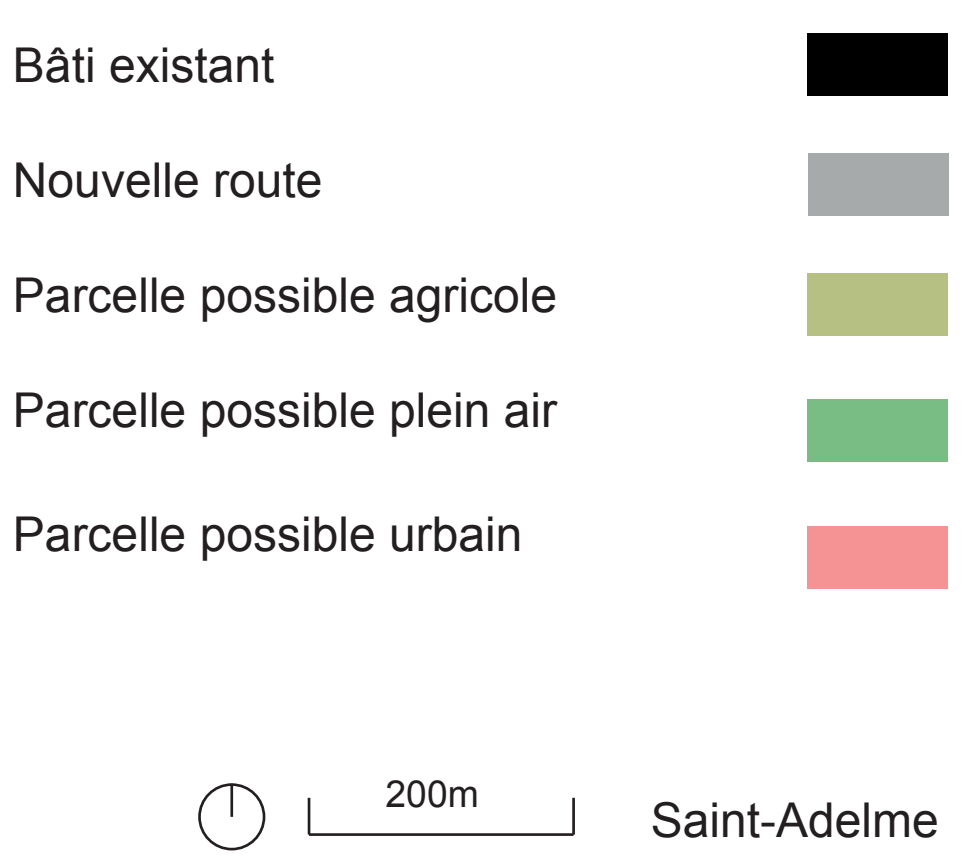 Bâti existant
Nouvelle route
Parcelle possible agricole
Parcelle possible plein air
Parcelle possible urbain
200m
Saint-Adelme